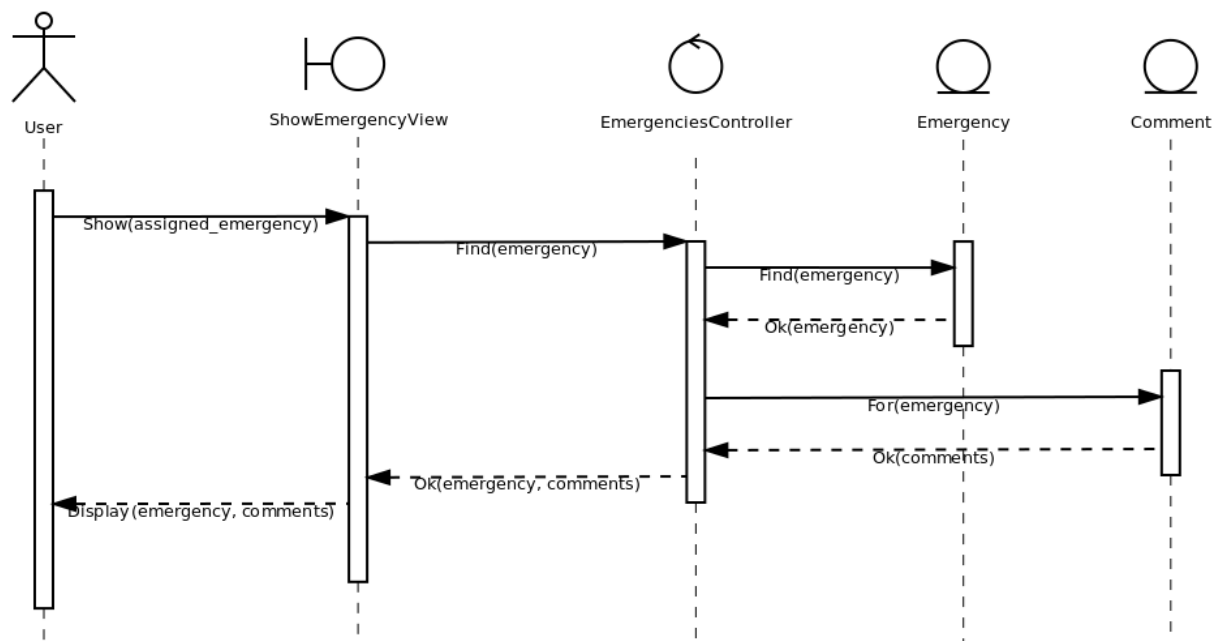 User
ShowEmergencyView
EmergenciesController
Emergency
Comment
Show(assigned_emergency)
Find(emergency)
Find(emergency)
Ok(emergency)
For(emergency)
Ok(comments)
Ok(emergency, comments)
Display(emergency, comments)